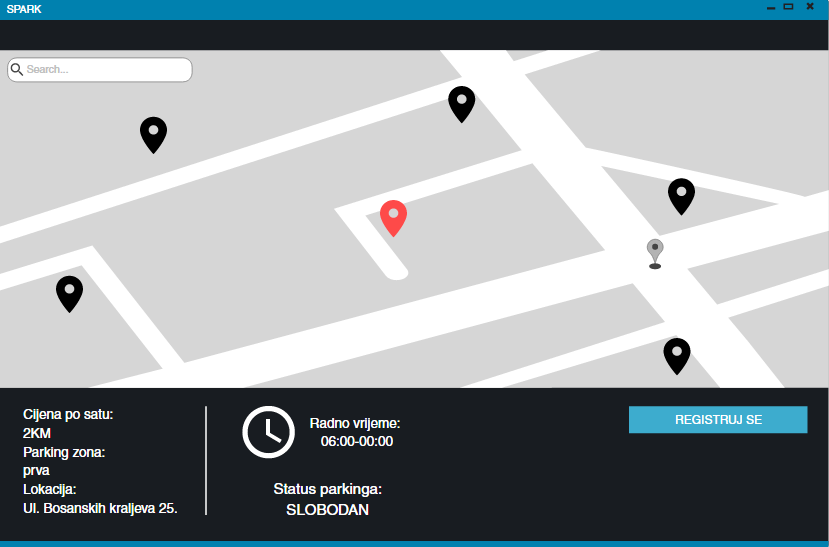 SPARK
Search...
Cijena po satu:
2KM
Parking zona:
prva
Lokacija:
Ul. Bosanskih kraljeva 25.
Radno vrijeme:
06:00-00:00
Status parkinga:
SLOBODAN
REGISTRUJ SE